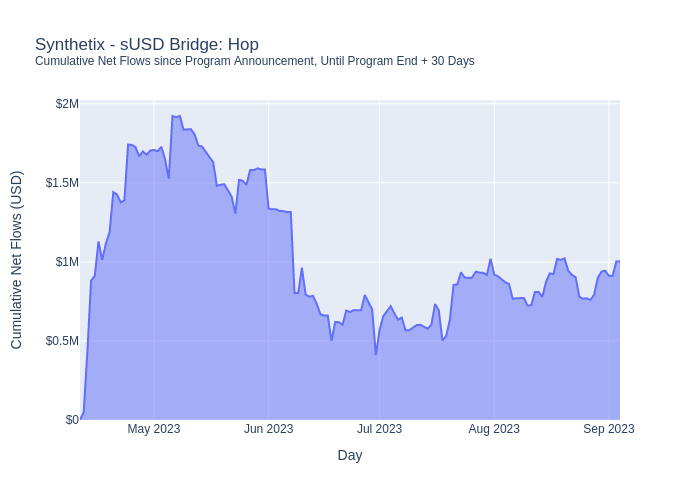 Synthetix - sUSD Bridge: Hop
Cumulative Net Flows since Program Announcement, Until Program End + 30 Days
Cumulative Net Flows (USD)
$2M
$1.5M
$1M
$0.5M
$0
May 2023
Jun 2023
Jul 2023
Aug 2023
Sep 2023
Day